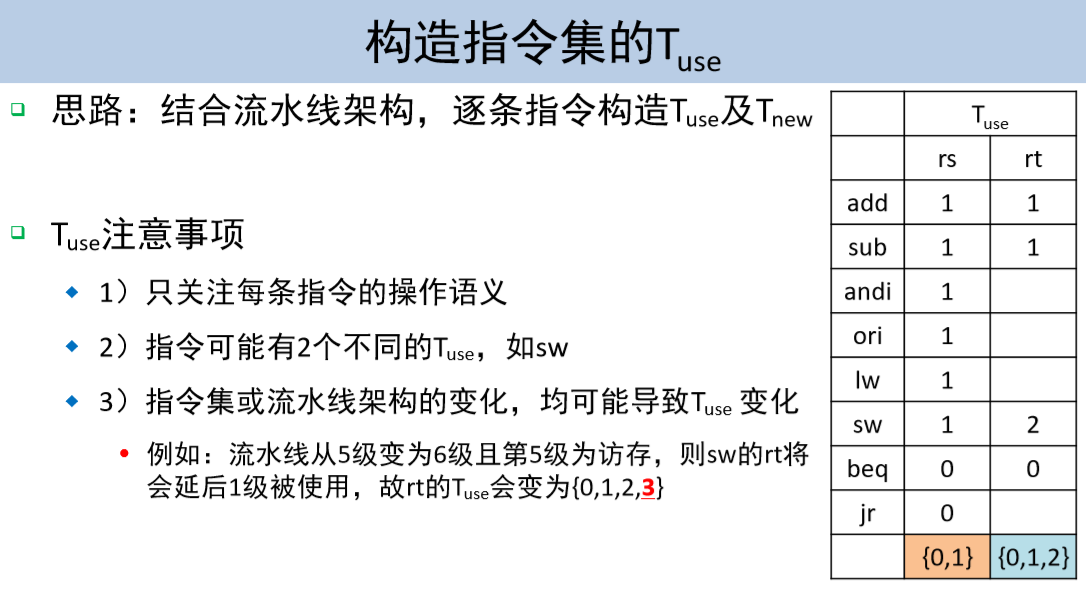 构造指令集的Tuse
思路：结合流水线架构，逐条指令构造Tuse及Tnew
Tuse注意事项
1）只关注每条指令的操作语义
2）指令可能有2个不同的Tuse，如sw
3）指令集或流水线架构的变化，均可能导致Tuse 变化
例如：流水线从5级变为6级且第5级为访存，则sw的rt将
会延后1级被使用，故rt的Tuse会变为{0,1,2,3}
Tuse
rs rt
add 1 1
sub 1 1
andi 1
ori 1
lw 1
sw 1 2
beq 0 0
jr 0
{0,1} {0,1,2}